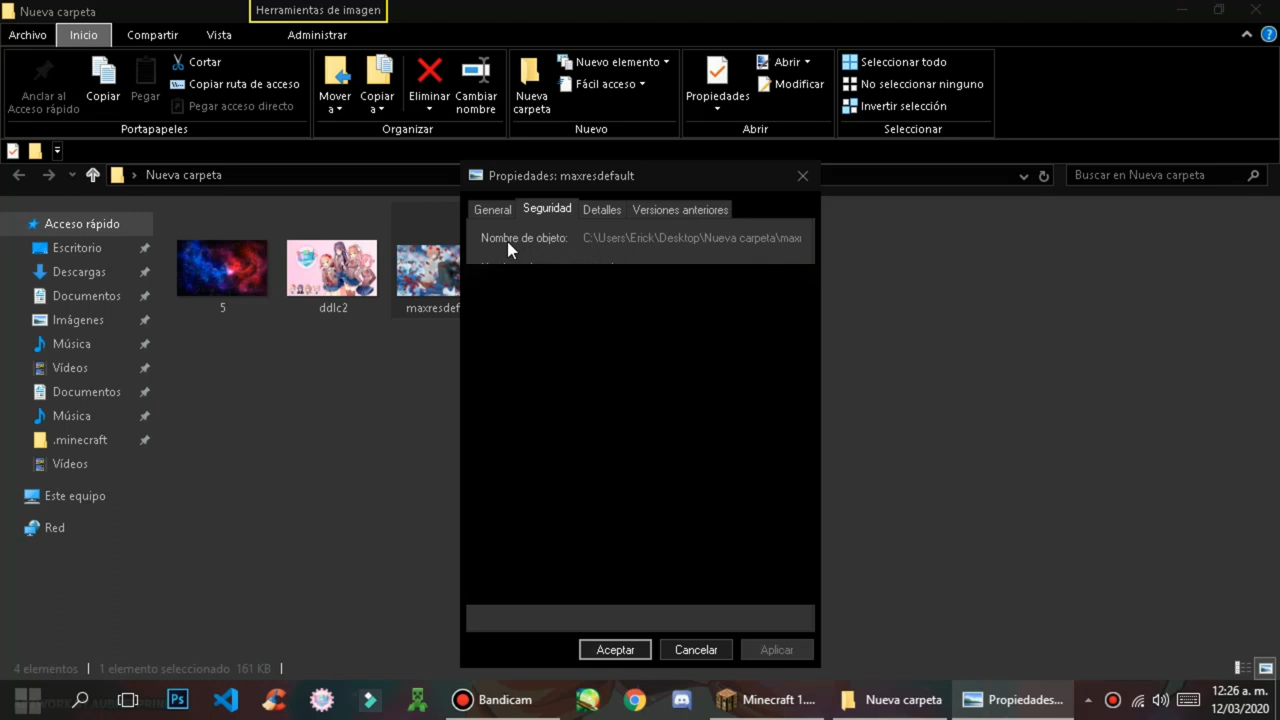 Nueva carpeta
Herramientas de imagen
Archivo
Inicio
Compartir
Vista
Administrar
Anclar al
Acceso rápido
Copiar
Pegar
Cortar
Copiar ruta de acceso
Pegar acceso directo
Portapapeles
Mover
a
Copiar
a
Eliminar
Cambiar
nombre
Organizar
Nueva
carpeta
Nuevo elemento
Fácil acceso
Nuevo
Propiedades
Abrir
Modificar
Abrir
Seleccionar todo
No seleccionar ninguno
Invertir selección
Seleccionar
Nueva carpeta
Buscar en Nueva carpeta
Acceso rápido
Escritorio
Descargas
Documentos
Imágenes
Música
Vídeos
Documentos
Música
.minecraft
Vídeos
Este equipo
Red
5
ddlc2
maxresdef
Propiedades: maxresdefault
General
Seguridad
Detalles
Versiones anteriores
Nombre de objeto:
C:\Users\Erick\Desktop\Nueva carpeta\maxr
Aceptar
Cancelar
Aplicar
4 elementos
1 elemento seleccionado 161 KB
Ps
Bandicam
Minecraft 1....
Nueva carpeta
Propiedades...
12:26 a. m.
12/03/2020